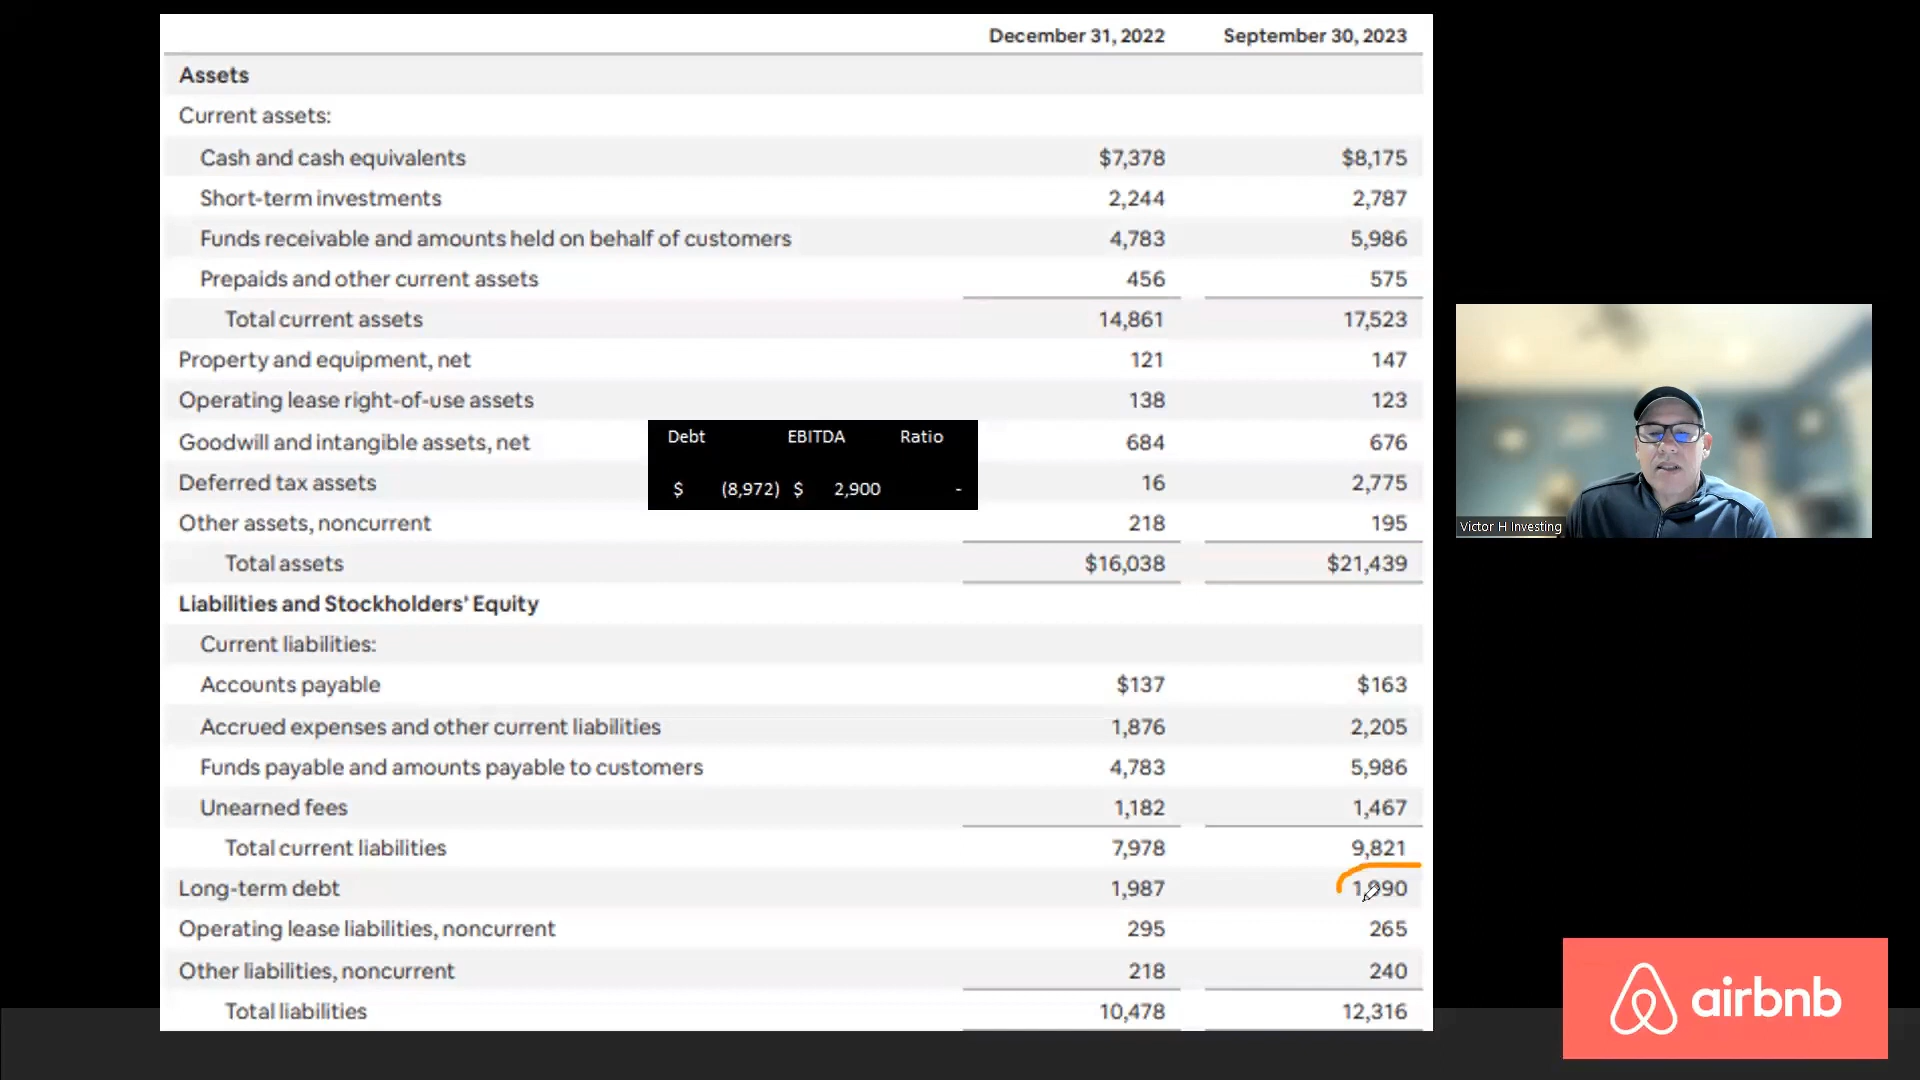 December 31, 2022 September 30, 2023
Assets
Current assets:
Cash and cash equivalents $7,378 $8,175
Short-term investments 2,244 2,787
Funds receivable and amounts held on behalf of customers 4,783 5,986
Prepaids and other current assets 456 575
Total current assets 14,861 17,523
Property and equipment, net 121 147
Operating lease right-of-use assets 138 123
Goodwill and intangible assets, net 684 676
Deferred tax assets 16 2,775
Other assets, noncurrent 218 195
Total assets $16,038 $21,439
Liabilities and Stockholders' Equity
Current liabilities:
Accounts payable $137 $163
Accrued expenses and other current liabilities 1,876 2,205
Funds payable and amounts payable to customers 4,783 5,986
Unearned fees 1,182 1,467
Total current liabilities 7,978 9,821
Long-term debt 1,987 1,990
Operating lease liabilities, noncurrent 295 265
Other liabilities, noncurrent 218 240
Total liabilities 10,478 12,316
Debt EBITDA Ratio
$ (8,972) $ 2,900 -
Victor H Investing
airbnb